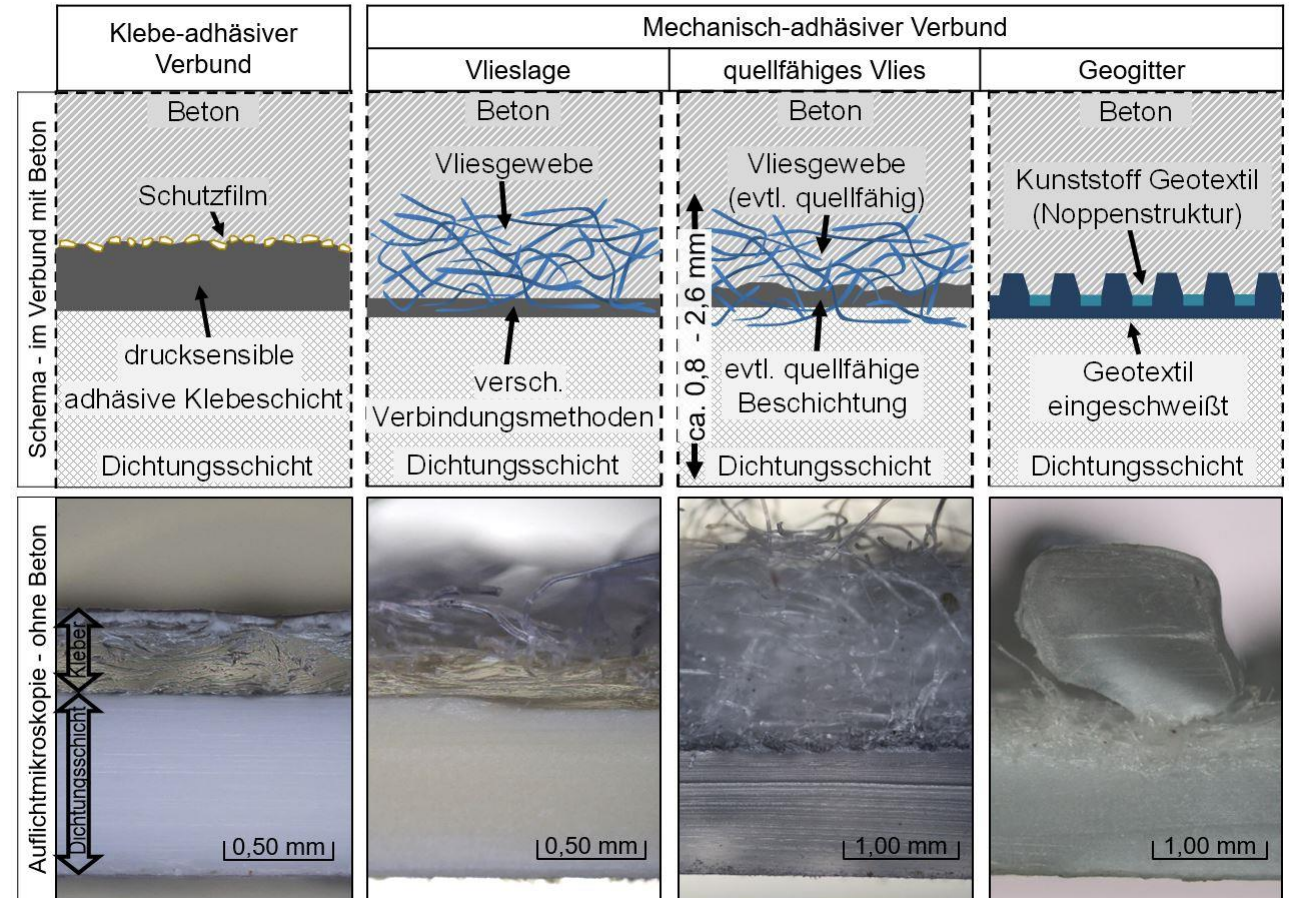 Klebe-adhäsiver
Verbund
Mechanisch-adhäsiver Verbund
Vlieslage
quellfähiges Vlies
Geogitter
Schema - im Verbund mit Beton
Beton
Schutzfilm
drucksensible
adhäsive Klebeschicht
Dichtungsschicht
Beton
Vliesgewebe
versch.
Verbindungsmethoden
Dichtungsschicht
ca. 0,8 - 2,6 mm
Beton
Vliesgewebe
(evtl. quellfähig)
evtl. quellfähige
Beschichtung
Dichtungsschicht
Beton
Kunststoff Geotextil
(Noppenstruktur)
Geotextil
eingeschweißt
Dichtungsschicht
Auflichtmikroskopie - ohne Beton
Kleber
Dichtungsschicht
0,50 mm
0,50 mm
1,00 mm
1,00 mm